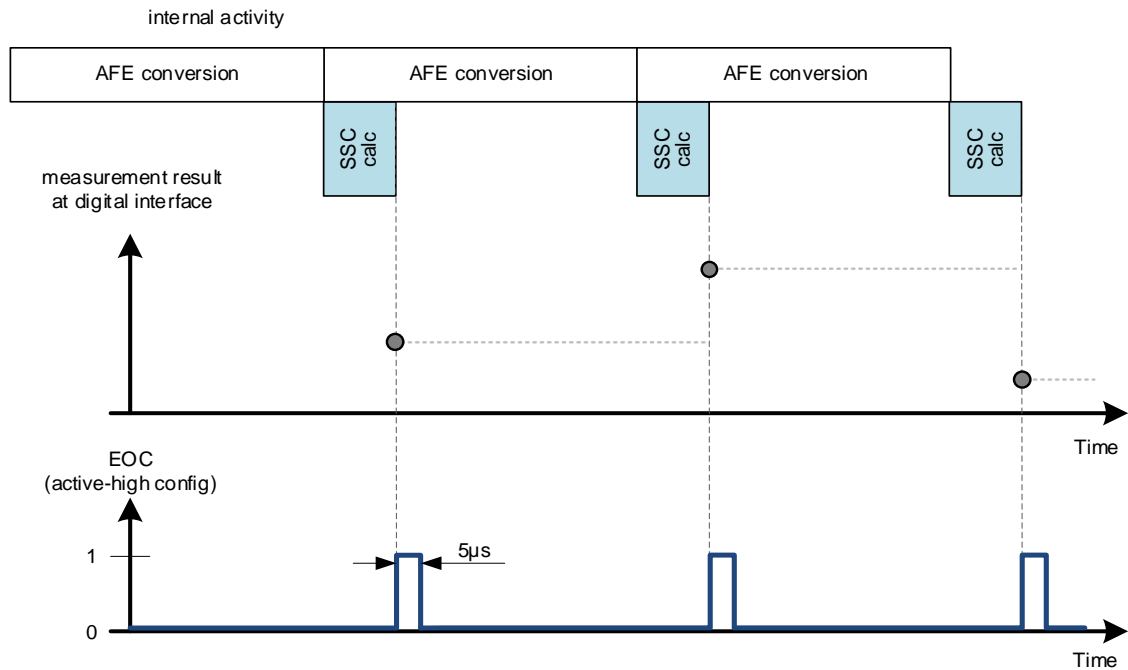 internal activity
AFE conversion
AFE conversion
AFE conversion
SSC
calc
SSC
calc
SSC
calc
measurement result
at digital interface
Time
EOC
(active-high config)
1
5µs
0
Time